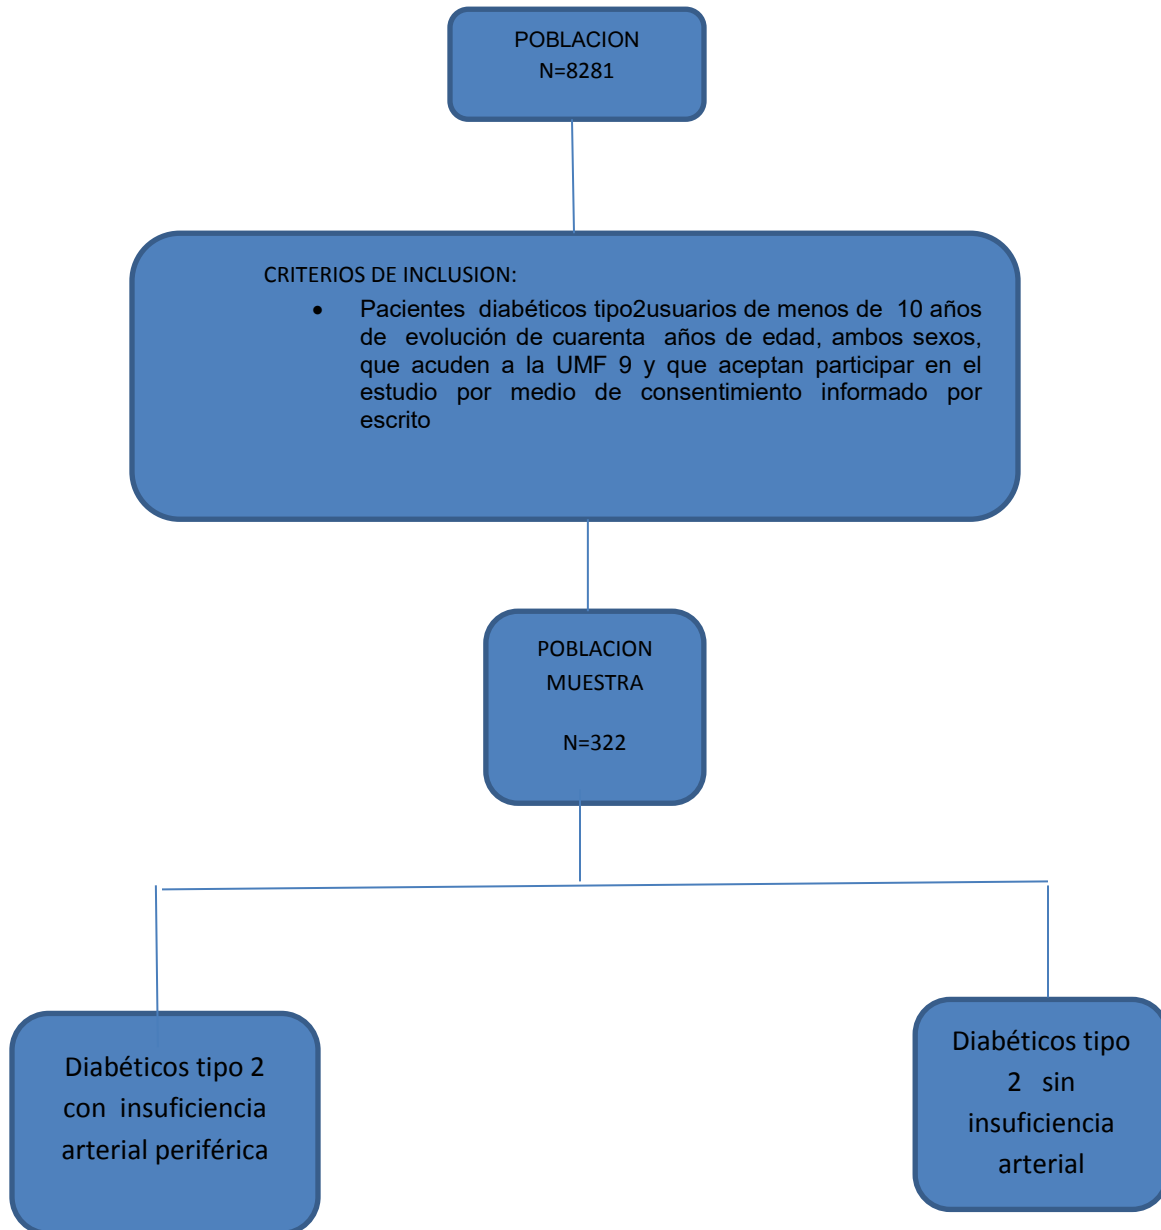 POBLACION
N=8281
CRITERIOS DE INCLUSION:
• Pacientes diabéticos tipo2usuarios de menos de 10 años
de evolución de cuarenta años de edad, ambos sexos,
que acuden a la UMF 9 y que aceptan participar en el
estudio por medio de consentimiento informado por
escrito
POBLACION
MUESTRA
N=322
Diabéticos tipo 2
con insuficiencia
arterial periférica
Diabéticos tipo
2 sin
insuficiencia
arterial